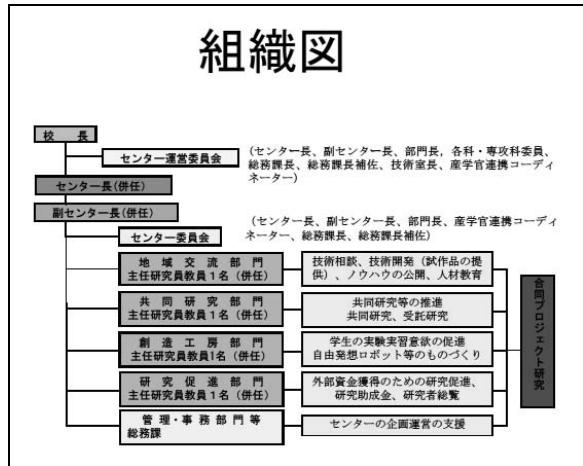 組織図
校　長
センター運営委員会
(センター長、副センター長、部門長，各科・専攻科委員、
総務課長、総務課長補佐、技術室長、産学官連携コーディ
ネーター)
センター長(併任)
副センター長(併任)
センター委員会
(センター長、副センター長、部門長、産学官連携コーディ
ネーター、総務課長、総務課長補佐)
地　域　交　流　部　門
主任研究員教員１名（併任）
技術相談、技術開発（試作品の提
供）、ノウハウの公開、人材教育
共　同　研　究　部　門
主任研究員教員１名（併任）
共同研究等の推進
共同研究、受託研究
創　造　工　房　部　門
主任研究員教員1名（併任）
学生の実験実習意欲の促進
自由発想ロボット等のものづくり
研　究　促　進　部　門
主任研究員教員１名（併任）
外部資金獲得のための研究促進、
研究助成金、研究者総覧
管　理・事　務　部　門　等
総務課
センターの企画運営の支援
合同プロジェクト研究